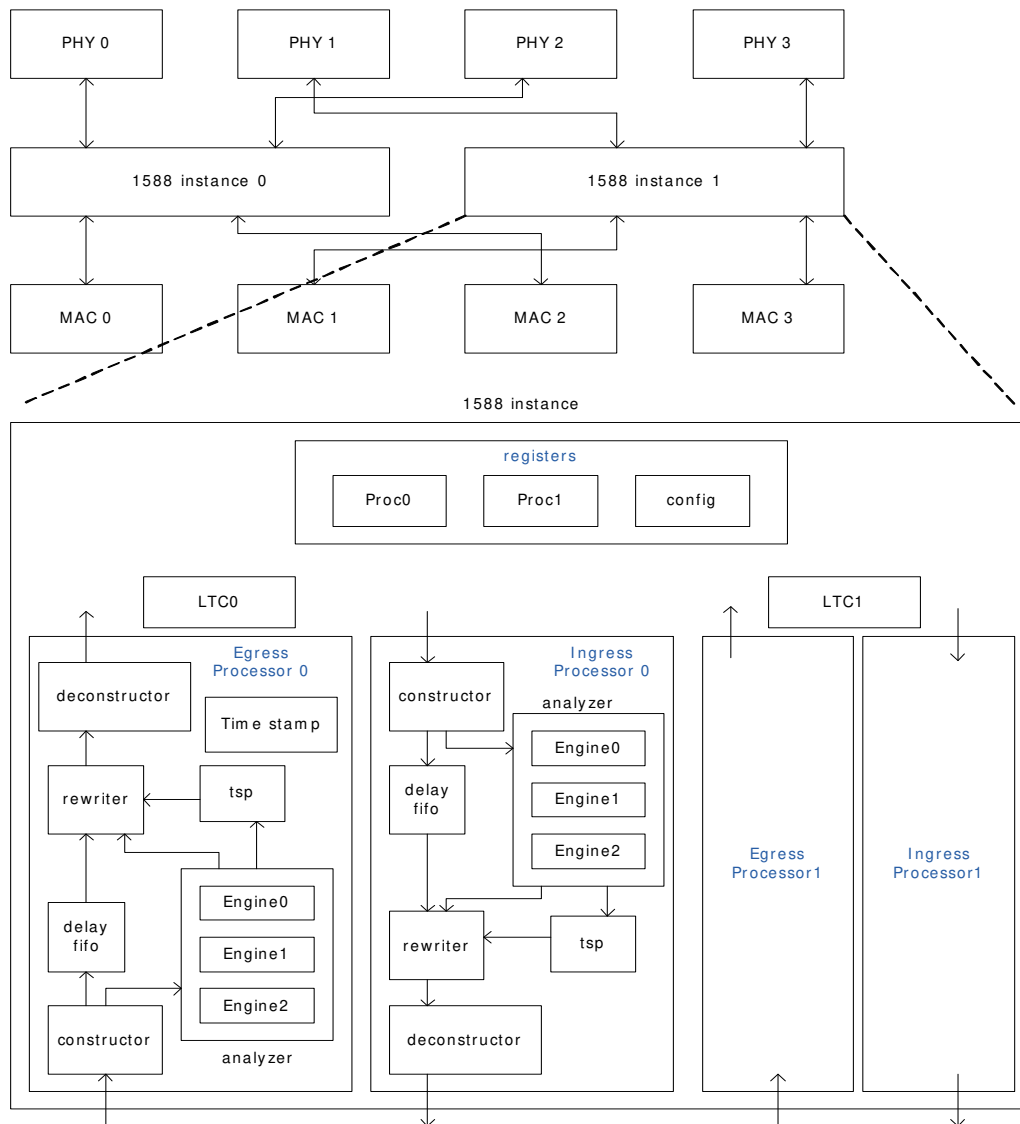 PHY 0
PHY 1
PHY 2
PHY 3
1588 instance 0
1588 instance 1
MAC 0
MAC 1
MAC 2
MAC 3
1588 instance
registers
Proc0
Proc1
config
LTC0
LTC1
Egress
Processor 0
deconstructor
Time stamp
rewriter
tsp
Engine0
Engine1
Engine2
delay
fifo
constructor
analyzer
Ingress
Processor 0
constructor
analyzer
Engine0
Engine1
Engine2
delay
fifo
rewriter
tsp
deconstructor
Egress
Processor1
Ingress
Processor1